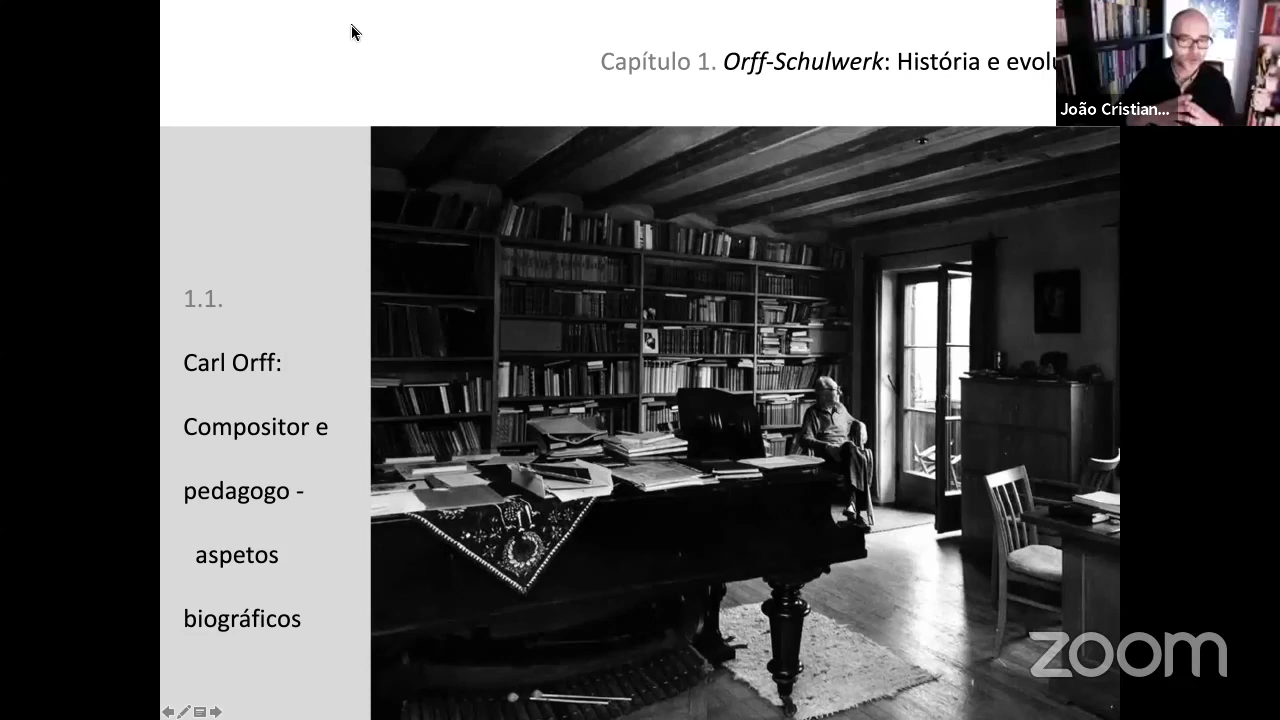 Capítulo 1. Orff-Schulwerk: História e evolu
João Cristian...
1.1.
Carl Orff:
Compositor e
pedagogo -
aspetos
biográficos
zoom